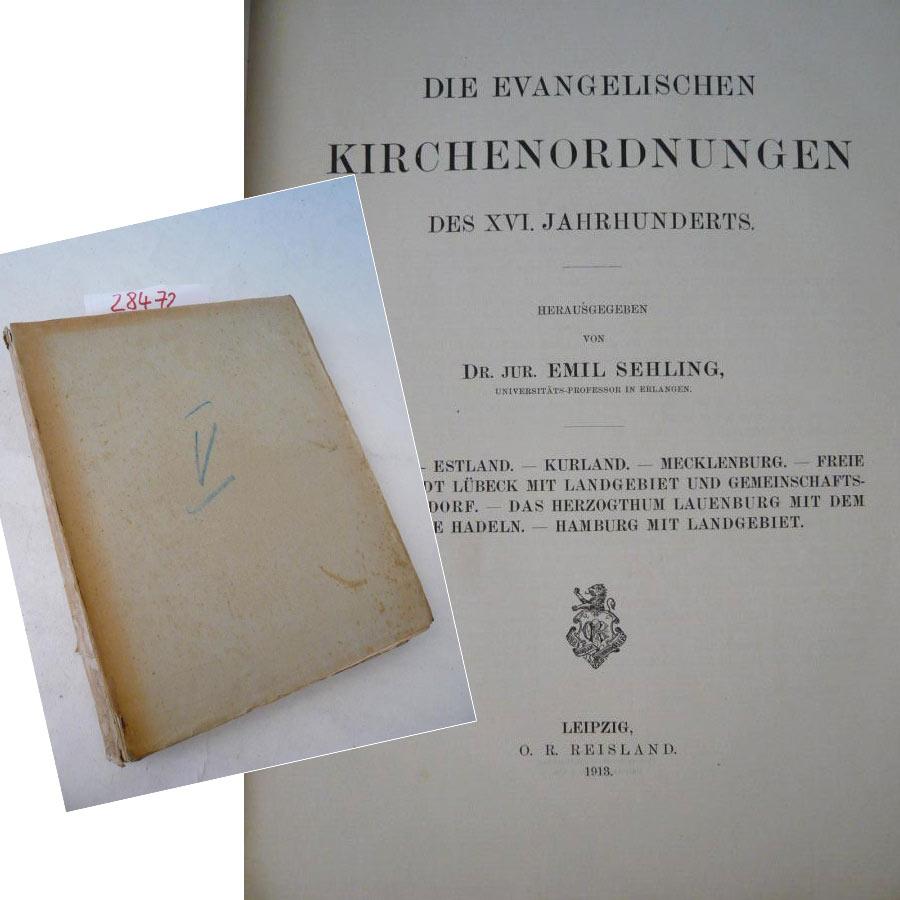 DIE EVANGELISCHEN
KIRCHENORDNUNGEN
DES XVI. JAHRHUNDERTS.
HERAUSGEGEBEN
VON
DR. JUR. EMIL SEHLING,
UNIVERSITÄTS-PROFESSOR IN ERLANGEN.
– ESTLAND. – KURLAND. – MECKLENBURG. – FREIE
DT LÜBECK MIT LANDGEBIET UND GEMEINSCHAFTS-
DORF. – DAS HERZOGTHUM LAUENBURG MIT DEM
E HADELN. – HAMBURG MIT LANDGEBIET.
LEIPZIG,
O. R. REISLAND.
1913.
28472
V